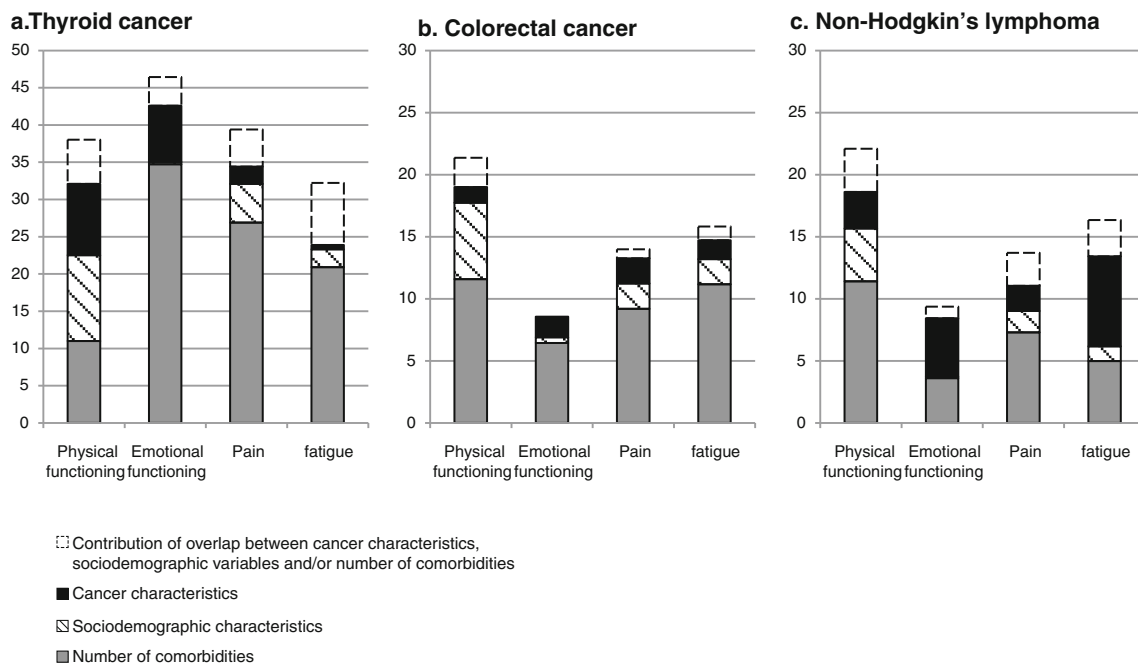 a.Thyroid cancer
50
45
40
35
30
25
20
15
10
5
0
Physical
functioning
Emotional
functioning
Pain
fatigue
b. Colorectal cancer
30
25
20
15
10
5
0
Physical
functioning
Emotional
functioning
Pain
fatigue
c. Non-Hodgkin's lymphoma
30
25
20
15
10
5
0
Physical
functioning
Emotional
functioning
Pain
fatigue
Contribution of overlap between cancer characteristics,
sociodemographic variables and/or number of comorbidities
Cancer characteristics
Sociodemographic characteristics
Number of comorbidities